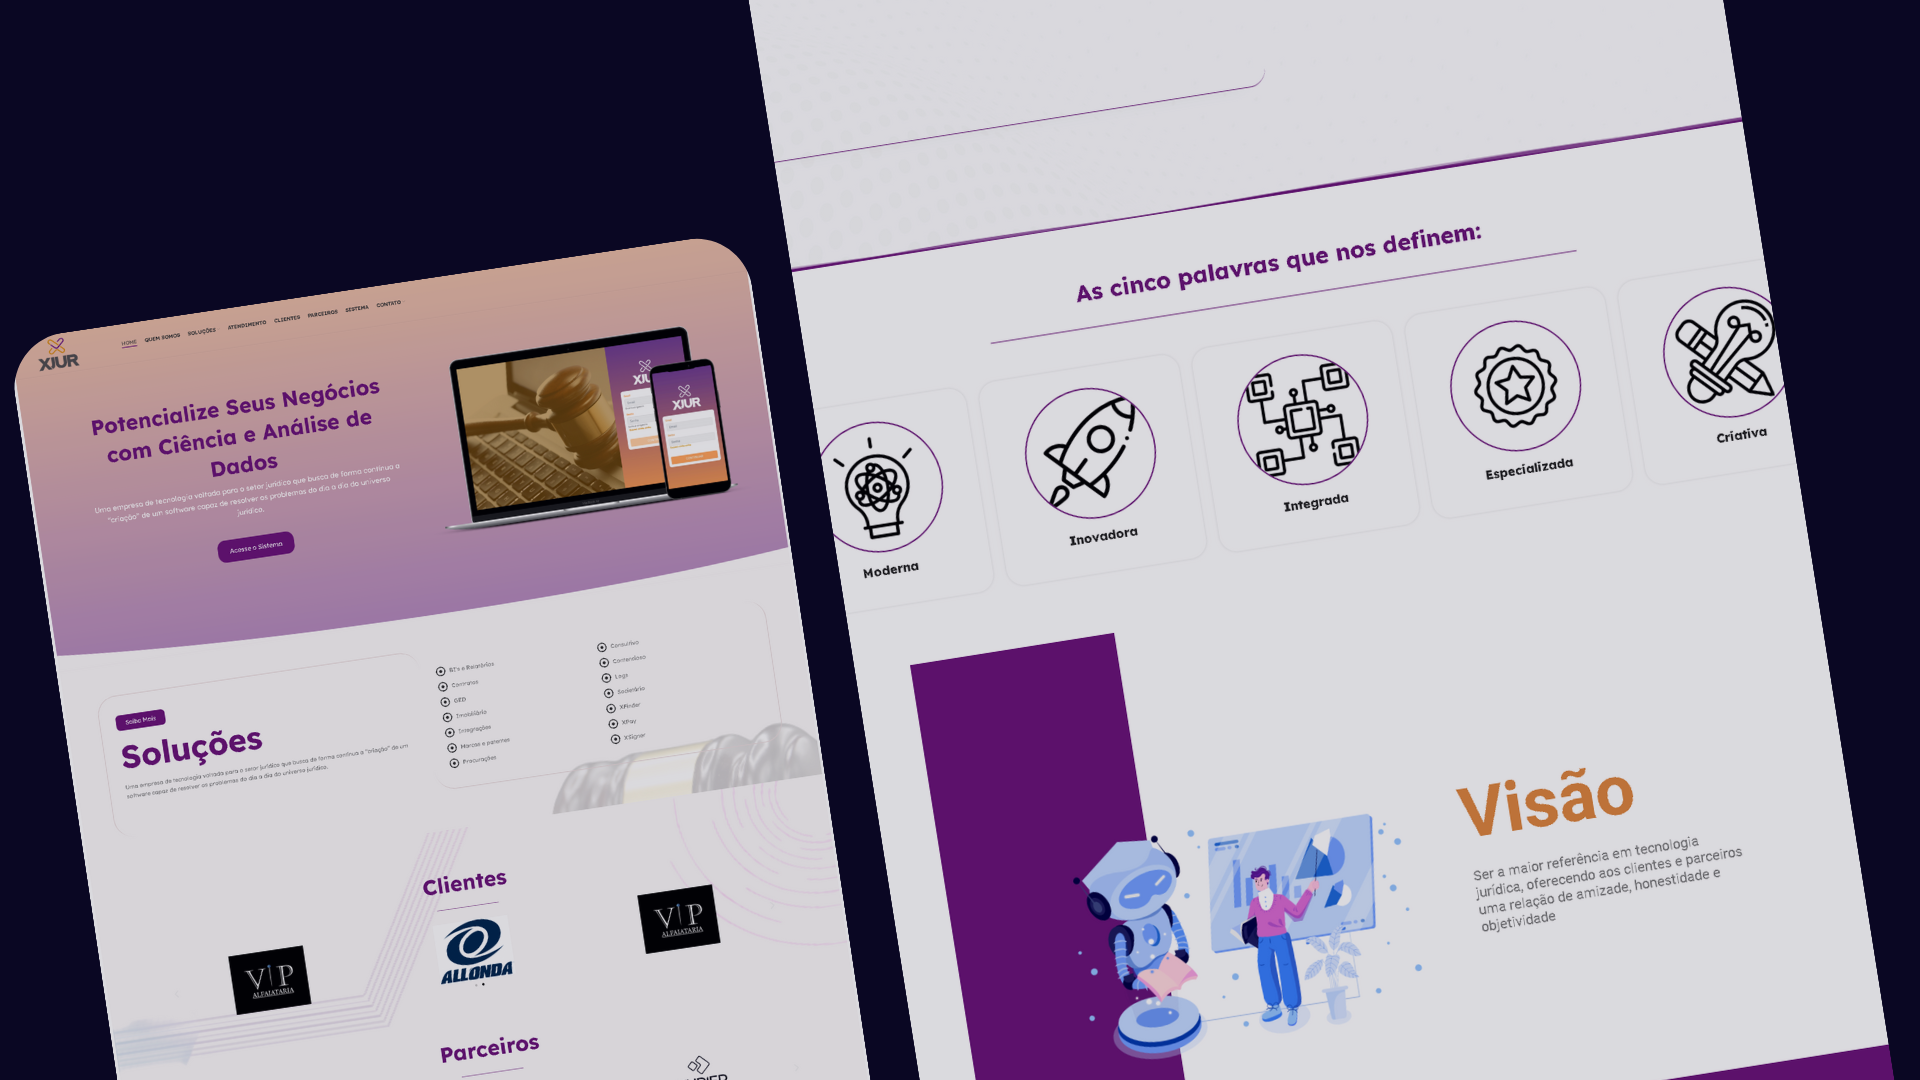 XJUR
HOME
QUEM SOMOS
SOLUÇÕES
ATENDIMENTO
CLIENTES
PARCEIROS
SISTEMA
CONTATO
Potencialize Seus Negócios
com Ciência e Análise de
Dados
Uma empresa de tecnologia voltada para o setor jurídico que busca de forma contínua a
"criação" de um software capaz de resolver os problemas do dia a dia do universo
jurídico.
Acesse o Sistema
XJUR
Saiba Mais
Soluções
Uma empresa de tecnologia voltada para o setor jurídico que busca de forma contínua a "criação" de um
software capaz de resolver os problemas do dia a dia do universo jurídico.
BI's e Relatórios
Contratos
GED
Imobiliário
Integrações
Marcas e patentes
Procurações
Consultivo
Contencioso
Logs
Societário
XFinder
XPay
XSigner
Clientes
V|P
ALFAIATARIA
ALLONDA
V|P
ALFAIATARIA
Parceiros
As cinco palavras que nos definem:
Moderna
Inovadora
Integrada
Especializada
Criativa
Visão
Ser a maior referência em tecnologia
jurídica, oferecendo aos clientes e parceiros
uma relação de amizade, honestidade e
objetividade